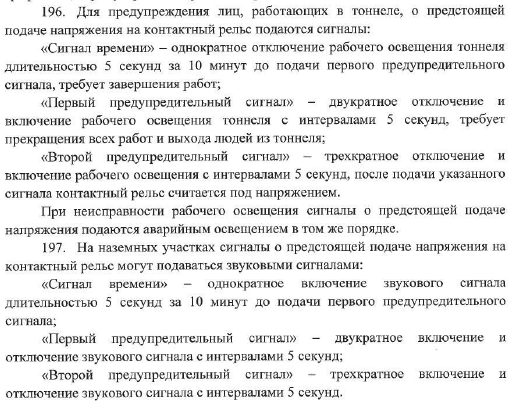 196. Для предупреждения лиц, работающих в тоннеле, о предстоящей
подаче напряжения на контактный рельс подаются сигналы:
«Сигнал времени» – однократное отключение рабочего освещения тоннеля
длительностью 5 секунд за 10 минут до подачи первого предупредительного
сигнала, требует завершения работ;
«Первый предупредительный сигнал» – двукратное отключение и
включение рабочего освещения тоннеля с интервалами 5 секунд, требует
прекращения всех работ и выхода людей из тоннеля;
«Второй предупредительный сигнал» – трехкратное отключение и
включение рабочего освещения с интервалами 5 секунд, после подачи указанного
сигнала контактный рельс считается под напряжением.
При неисправности рабочего освещения сигналы о предстоящей подаче
напряжения подаются аварийным освещением в том же порядке.
197. На наземных участках сигналы о предстоящей подаче напряжения на
контактный рельс могут подаваться звуковыми сигналами:
«Сигнал времени» – однократное включение звукового сигнала
длительностью 5 секунд за 10 минут до подачи первого предупредительного
сигнала;
«Первый предупредительный сигнал» – двукратное включение и
отключение звукового сигнала с интервалами 5 секунд;
«Второй предупредительный сигнал» – трехкратное включение и
отключение звукового сигнала с интервалами 5 секунд.